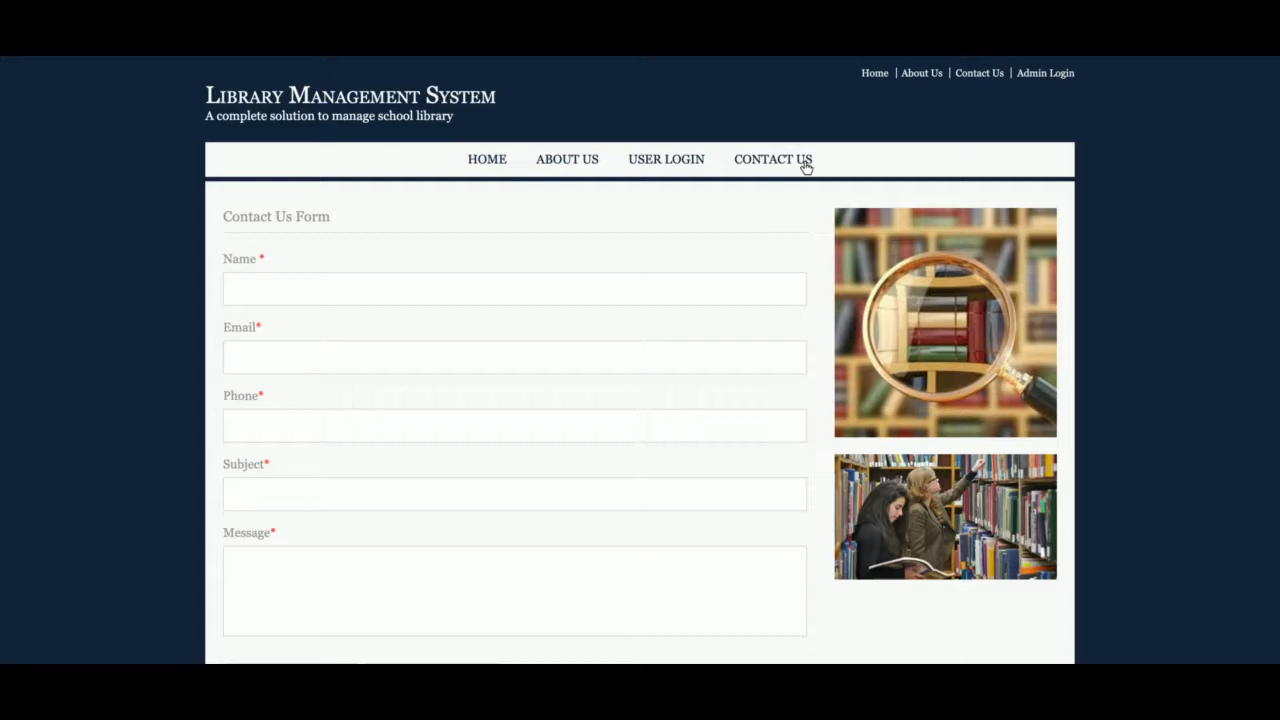 Home | About Us | Contact Us | Admin Login
LIBRARY MANAGEMENT SYSTEM
A complete solution to manage school library
HOME ABOUT US USER LOGIN CONTACT US
Contact Us Form
Name *
Email*
Phone*
Subject*
Message*